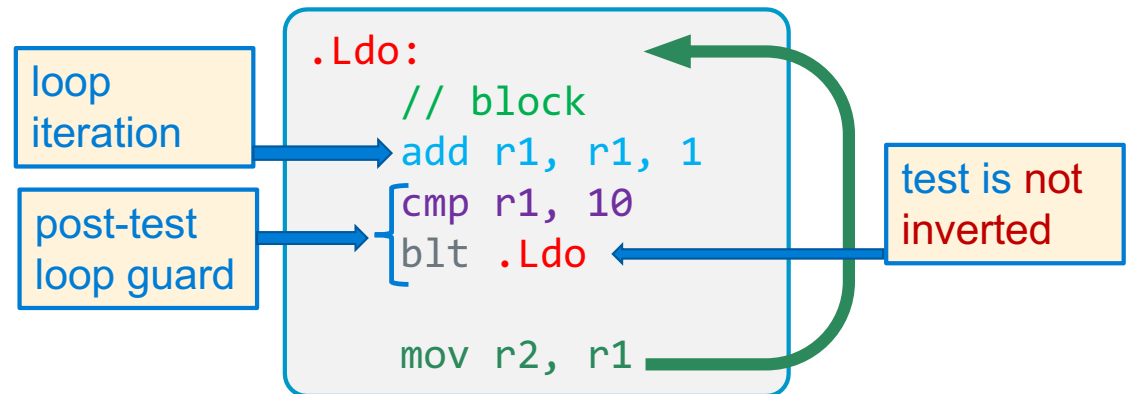 loop
iteration
post-test
loop guard
.Ldo:
// block
add r1, r1, 1
cmp r1, 10
blt .Ldo
mov r2, r1
test is not
inverted